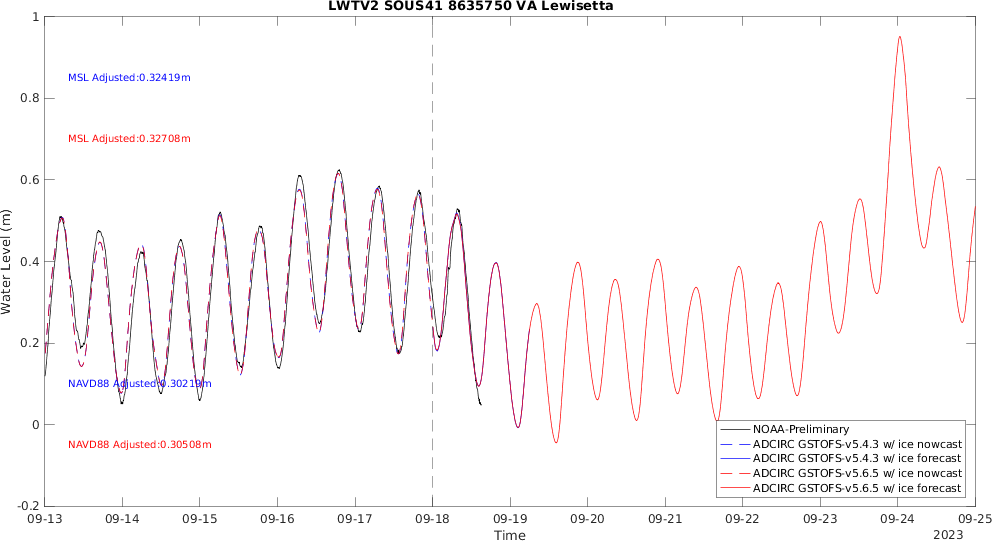 LWTV2 SOUS41 8635750 VA Lewisetta
1
0.8
0.6
0.4
0.2
0
-0.2
Water Level (m)
MSL Adjusted:0.32419m
MSL Adjusted:0.32708m
NAVD88 Adjusted:0.30219m
NAVD88 Adjusted:0.30508m
NOAA-Preliminary
ADCIRC GSTOFS-v5.4.3 w/ ice nowcast
ADCIRC GSTOFS-v5.4.3 w/ ice forecast
ADCIRC GSTOFS-v5.6.5 w/ ice nowcast
ADCIRC GSTOFS-v5.6.5 w/ ice forecast
09-13 09-14 09-15 09-16 09-17 09-18 09-19 09-20 09-21 09-22 09-23 09-24 09-25
Time
2023